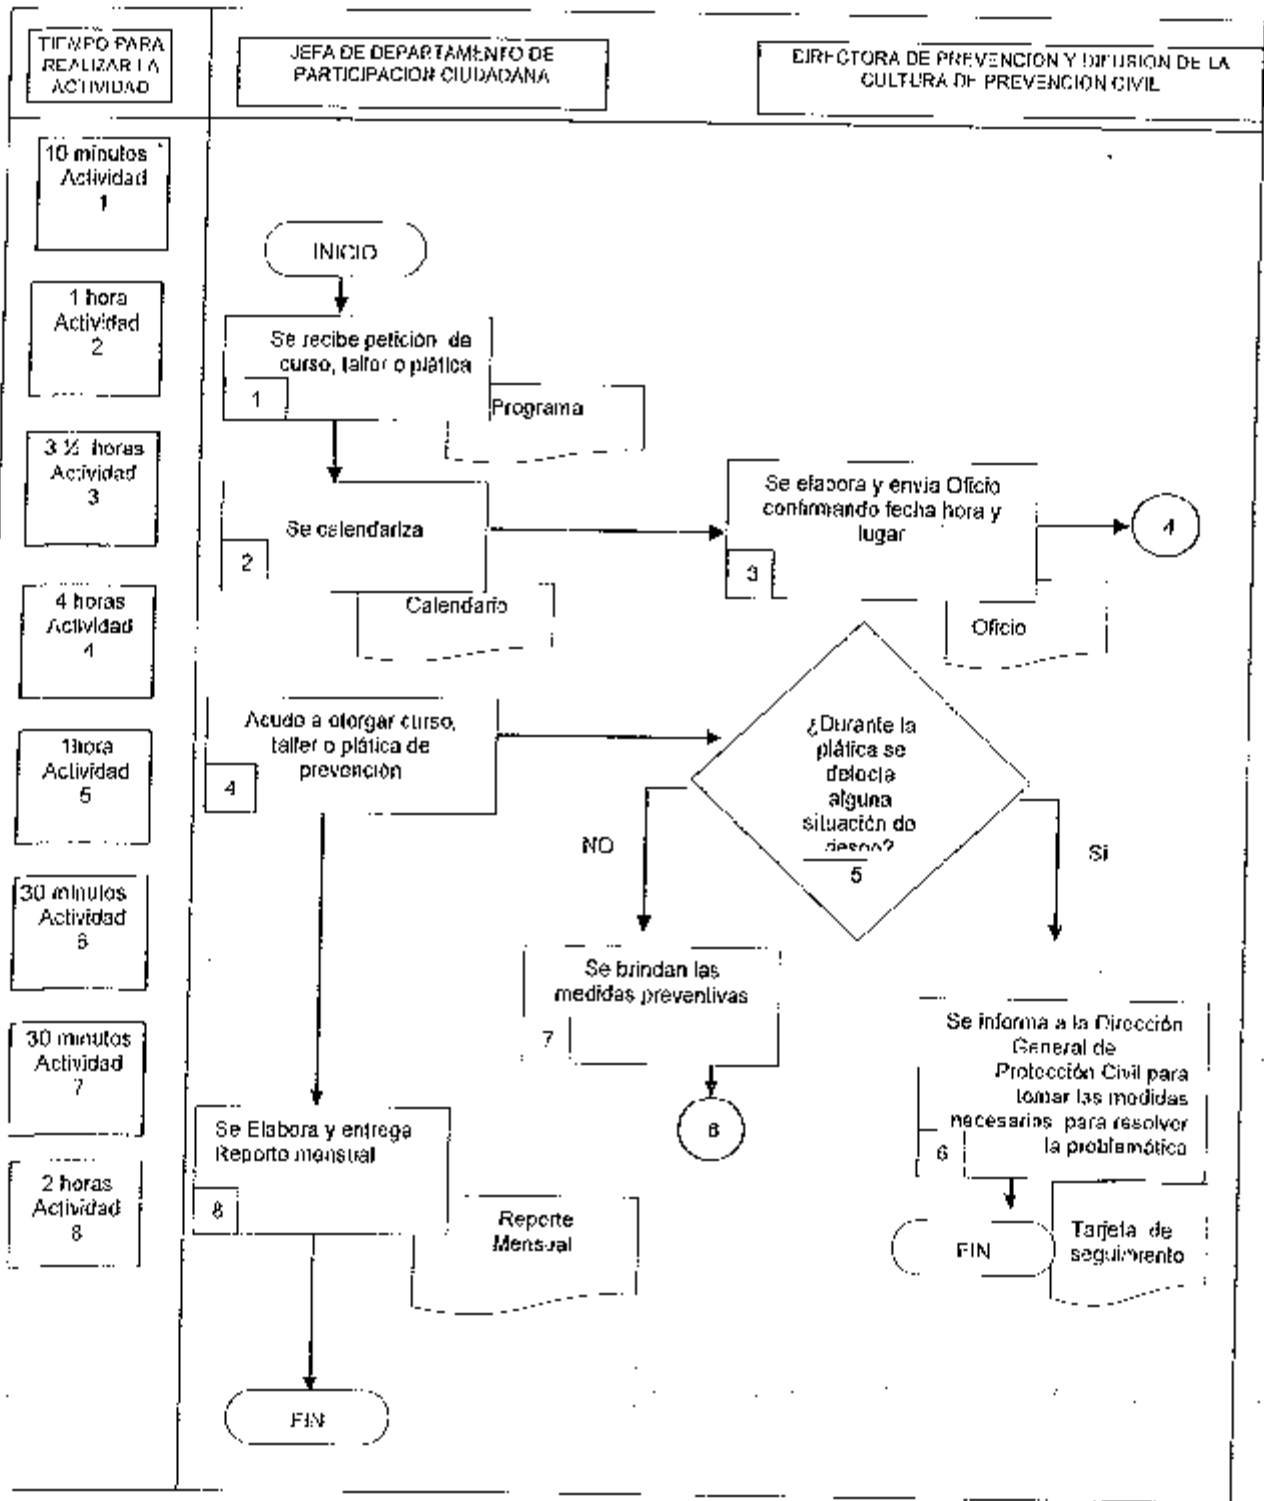 TIEMPO PARA
REALIZAR LA
ACTIVIDAD
JEFA DE DEPARTAMENTO DE
PARTICIPACION CIUDADANA
DIRECTORA DE PREVENCION Y DIFUSION DE LA
CULTURA DE PREVENCION CIVIL
10 minutos
Actividad
1
1 hora
Actividad
2
3 ½ horas
Actividad
3
4 horas
Actividad
4
1hora
Actividad
5
30 minutos
Actividad
6
30 minutos
Actividad
7
2 horas
Actividad
8
INICIO
Se recibe petición de
curso, taller o plática
1
Programa
Se calendariza
2
Calendario
Se elabora y envia Oficio
confirmando fecha hora y
lugar
3
4
Oficio
Acude a otorgar curso,
taller o plática de
prevención
4
¿Durante la
plática se
detecta
alguna
situación de
riesgo?
5
NO
Si
Se brindan las
medidas preventivas
7
6
Se informa a la Dirección
General de
Protección Civil para
tomar las medidas
necesarias para resolver
la problemática
6
FIN
Tarjeta de
seguimiento
Se Elabora y entrega
Reporte mensual
8
Reporte
Mensual
FIN